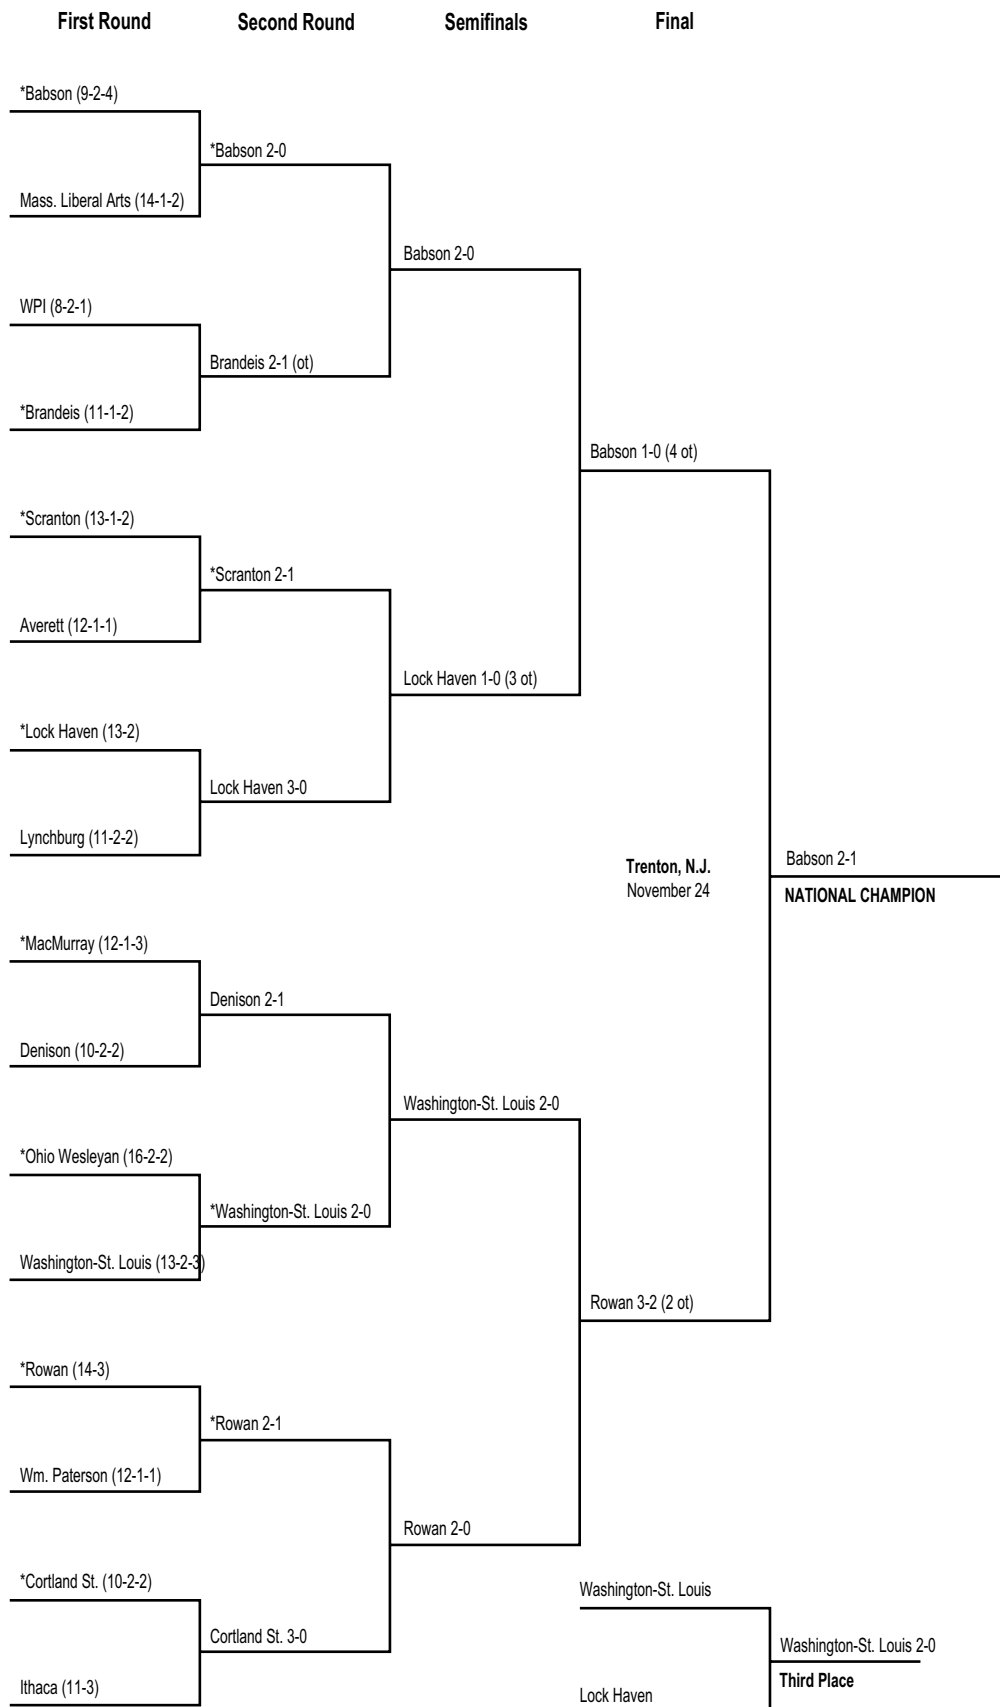 First Round
Second Round
Semifinals
Final
*Babson (9-2-4)
*Babson 2-0
Mass. Liberal Arts (14-1-2)
Babson 2-0
WPI (8-2-1)
Brandeis 2-1 (ot)
*Brandeis (11-1-2)
Babson 1-0 (4 ot)
*Scranton (13-1-2)
*Scranton 2-1
Averett (12-1-1)
Lock Haven 1-0 (3 ot)
*Lock Haven (13-2)
Lock Haven 3-0
Lynchburg (11-2-2)
Trenton, N.J.
November 24
Babson 2-1
NATIONAL CHAMPION
*MacMurray (12-1-3)
Denison 2-1
Denison (10-2-2)
Washington-St. Louis 2-0
*Ohio Wesleyan (16-2-2)
*Washington-St. Louis 2-0
Washington-St. Louis (13-2-3)
Rowan 3-2 (2 ot)
*Rowan (14-3)
*Rowan 2-1
Wm. Paterson (12-1-1)
Rowan 2-0
*Cortland St. (10-2-2)
Cortland St. 3-0
Ithaca (11-3)
Washington-St. Louis
Washington-St. Louis 2-0
Third Place
Lock Haven